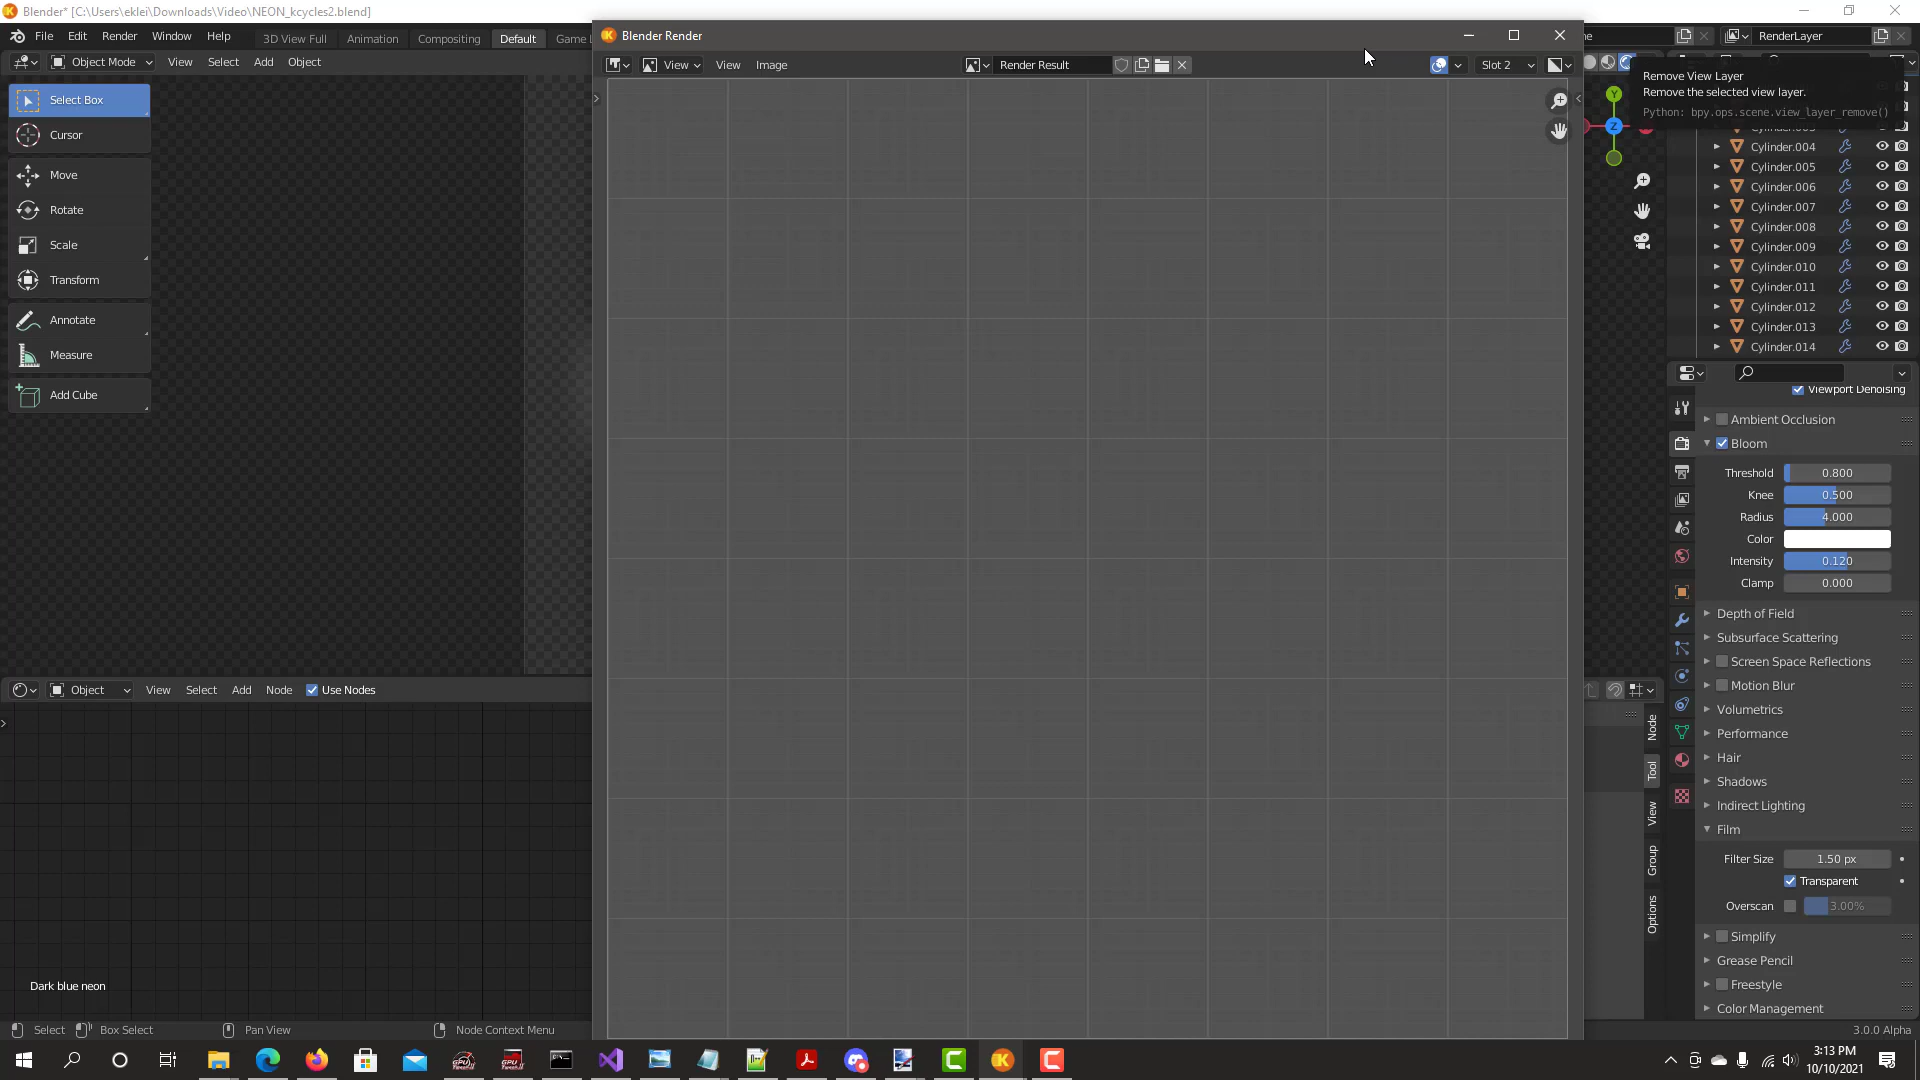 Blender* [C:\Users\eklei\Downloads\Video\NEON_kcycles2.blend]
File Edit Render Window Help 3D View Full Animation Compositing Default Game
RenderLayer
Object Mode View Select Add Object
Select Box
Cursor
Move
Rotate
Scale
Transform
Annotate
Measure
Add Cube
Blender Render
View View Image Render Result Slot 2
Remove View Layer
Remove the selected view layer.
Python: bpy.ops.scene.view_layer_remove()
Y
Z
Cylinder.004
Cylinder.005
Cylinder.006
Cylinder.007
Cylinder.008
Cylinder.009
Cylinder.010
Cylinder.011
Cylinder.012
Cylinder.013
Cylinder.014
Viewport Denoising
Ambient Occlusion
Bloom
Threshold 0.800
Knee 0.500
Radius 4.000
Color
Intensity 0.120
Clamp 0.000
Depth of Field
Subsurface Scattering
Screen Space Reflections
Motion Blur
Volumetrics
Performance
Hair
Shadows
Indirect Lighting
Film
Filter Size 1.50 px
Transparent
Overscan 3.00%
Simplify
Grease Pencil
Freestyle
Color Management
Object View Select Add Node Use Nodes
Node
Tool
View
Group
Options
Dark blue neon
Select Box Select Pan View Node Context Menu
3.0.0 Alpha
3:13 PM
10/10/2021